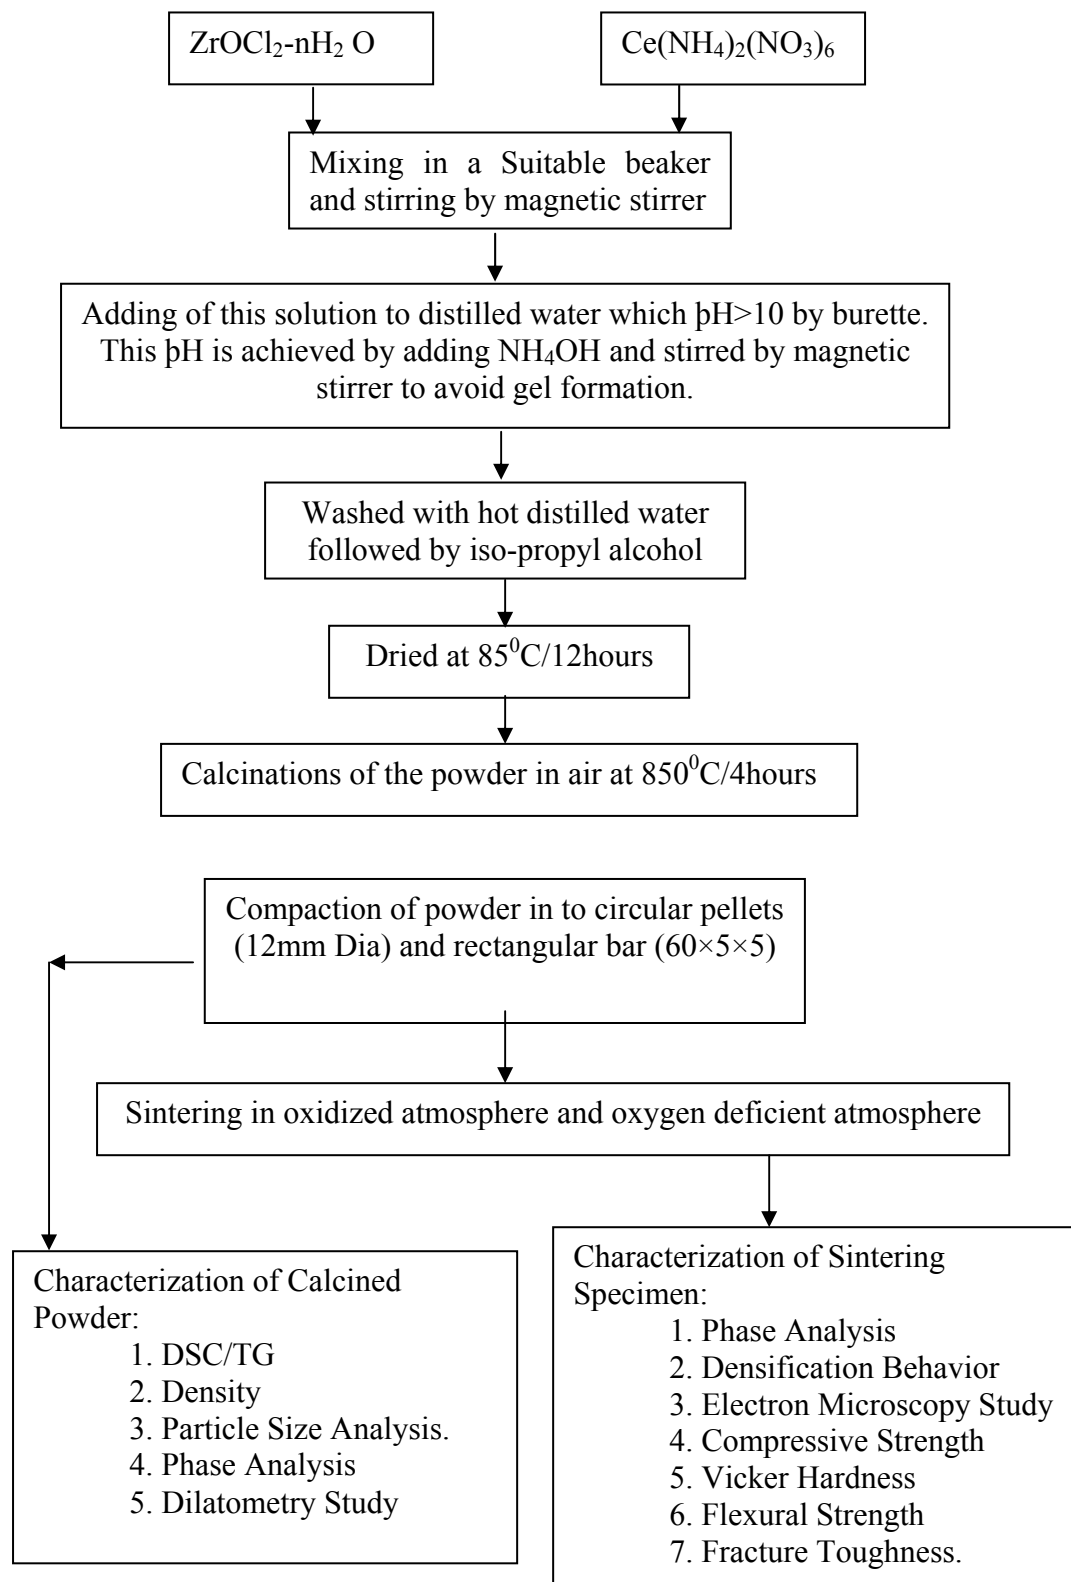 ZrOCl₂-nH₂ O
Ce(NH₄)₂(NO₃)₆
Mixing in a Suitable beaker
and stirring by magnetic stirrer
Adding of this solution to distilled water which þH>10 by burette.
This þH is achieved by adding NH₄OH and stirred by magnetic
stirrer to avoid gel formation.
Washed with hot distilled water
followed by iso-propyl alcohol
Dried at 85⁰C/12hours
Calcinations of the powder in air at 850⁰C/4hours
Compaction of powder in to circular pellets
(12mm Dia) and rectangular bar (60×5×5)
Sintering in oxidized atmosphere and oxygen deficient atmosphere
Characterization of Calcined
Powder:
1. DSC/TG
2. Density
3. Particle Size Analysis.
4. Phase Analysis
5. Dilatometry Study
Characterization of Sintering
Specimen:
1. Phase Analysis
2. Densification Behavior
3. Electron Microscopy Study
4. Compressive Strength
5. Vicker Hardness
6. Flexural Strength
7. Fracture Toughness.